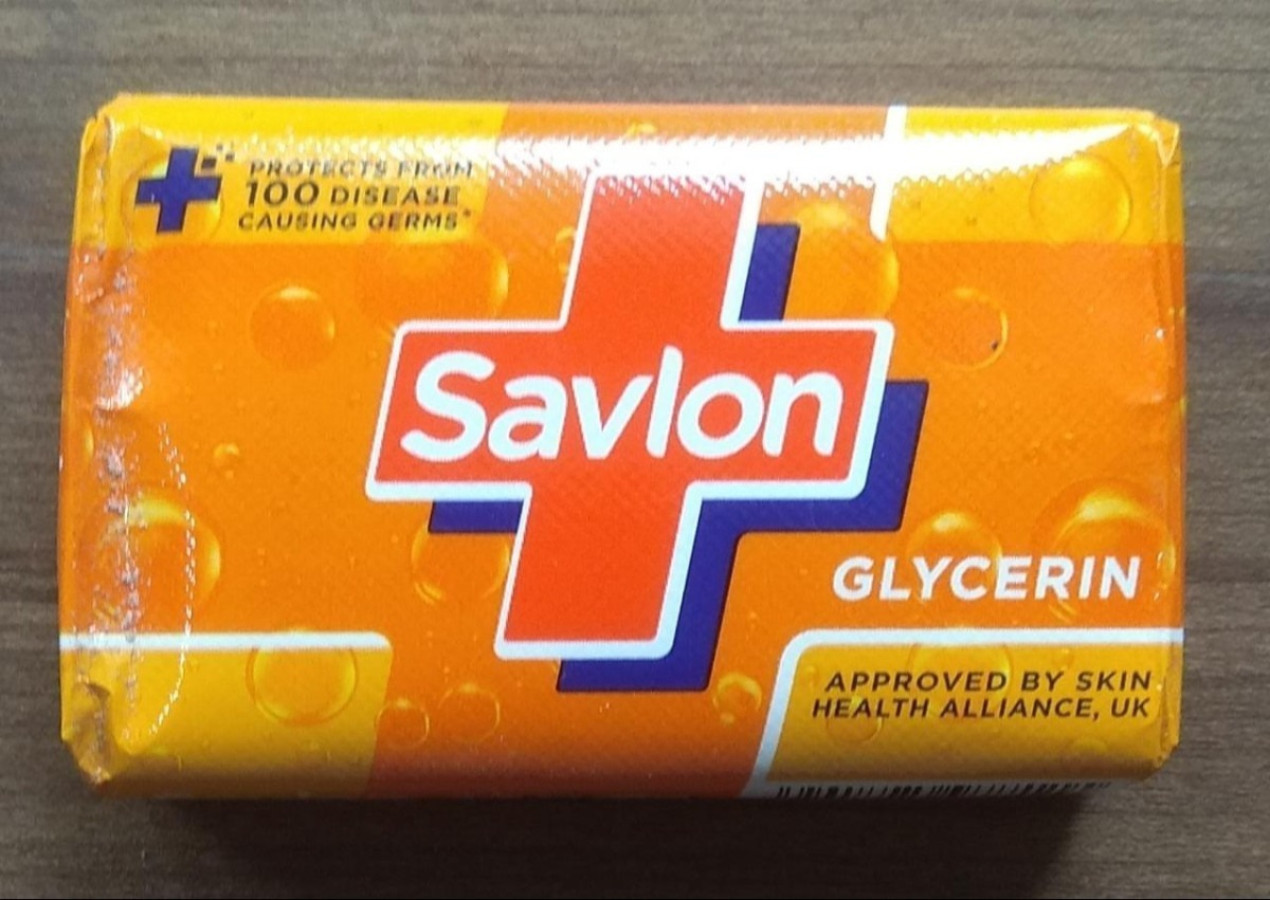 PROTECTS FROM
100 DISEASE
CAUSING GERMS*
Savlon
GLYCERIN
APPROVED BY SKIN
HEALTH ALLIANCE, UK